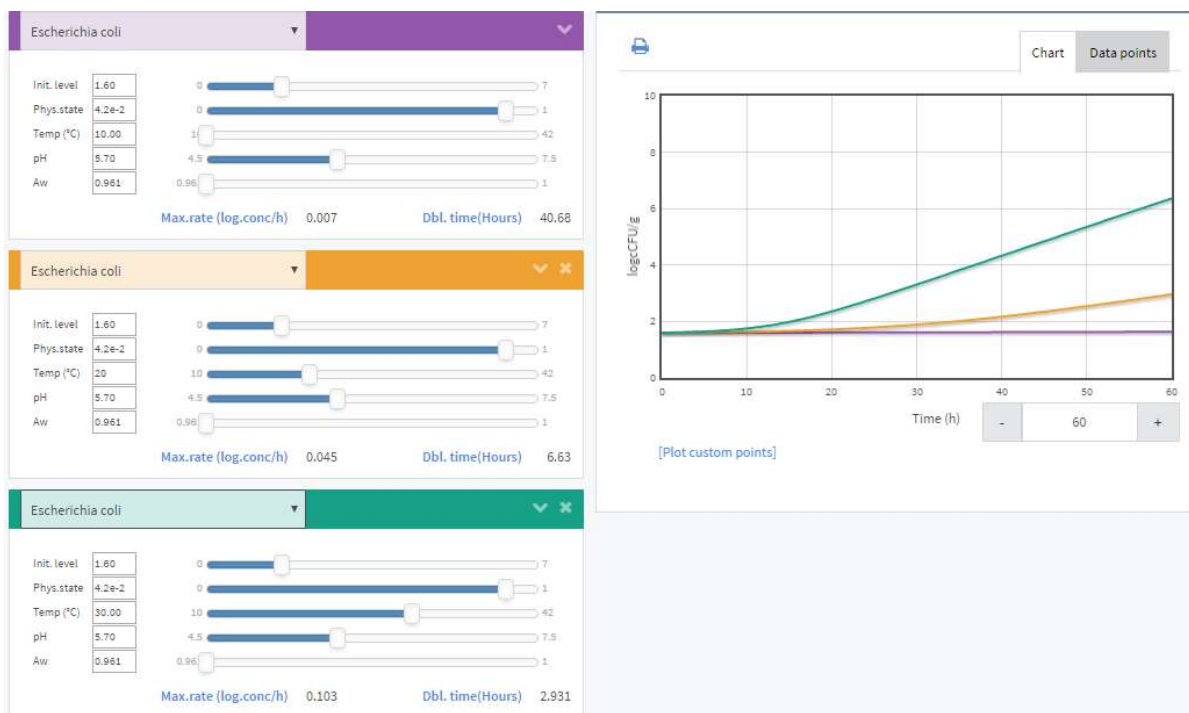 Escherichia coli
Init. level 1.60 0 7
Phys.state 4.2e-2 0 1
Temp (°C) 10.00 10 42
pH 5.70 4.5 7.5
Aw 0.961 0.96 1
Max.rate (log.conc/h) 0.007 Dbl. time(Hours) 40.68
Escherichia coli
Init. level 1.60 0 7
Phys.state 4.2e-2 0 1
Temp (°C) 20 10 42
pH 5.70 4.5 7.5
Aw 0.961 0.96 1
Max.rate (log.conc/h) 0.045 Dbl. time(Hours) 6.63
Escherichia coli
Init. level 1.60 0 7
Phys.state 4.2e-2 0 1
Temp (°C) 30.00 10 42
pH 5.70 4.5 7.5
Aw 0.961 0.96 1
Max.rate (log.conc/h) 0.103 Dbl. time(Hours) 2.931
Chart Data points
10
8
6
4
2
0
logcCFU/g
0 10 20 30 40 50 60
Time (h) - 60 +
[Plot custom points]